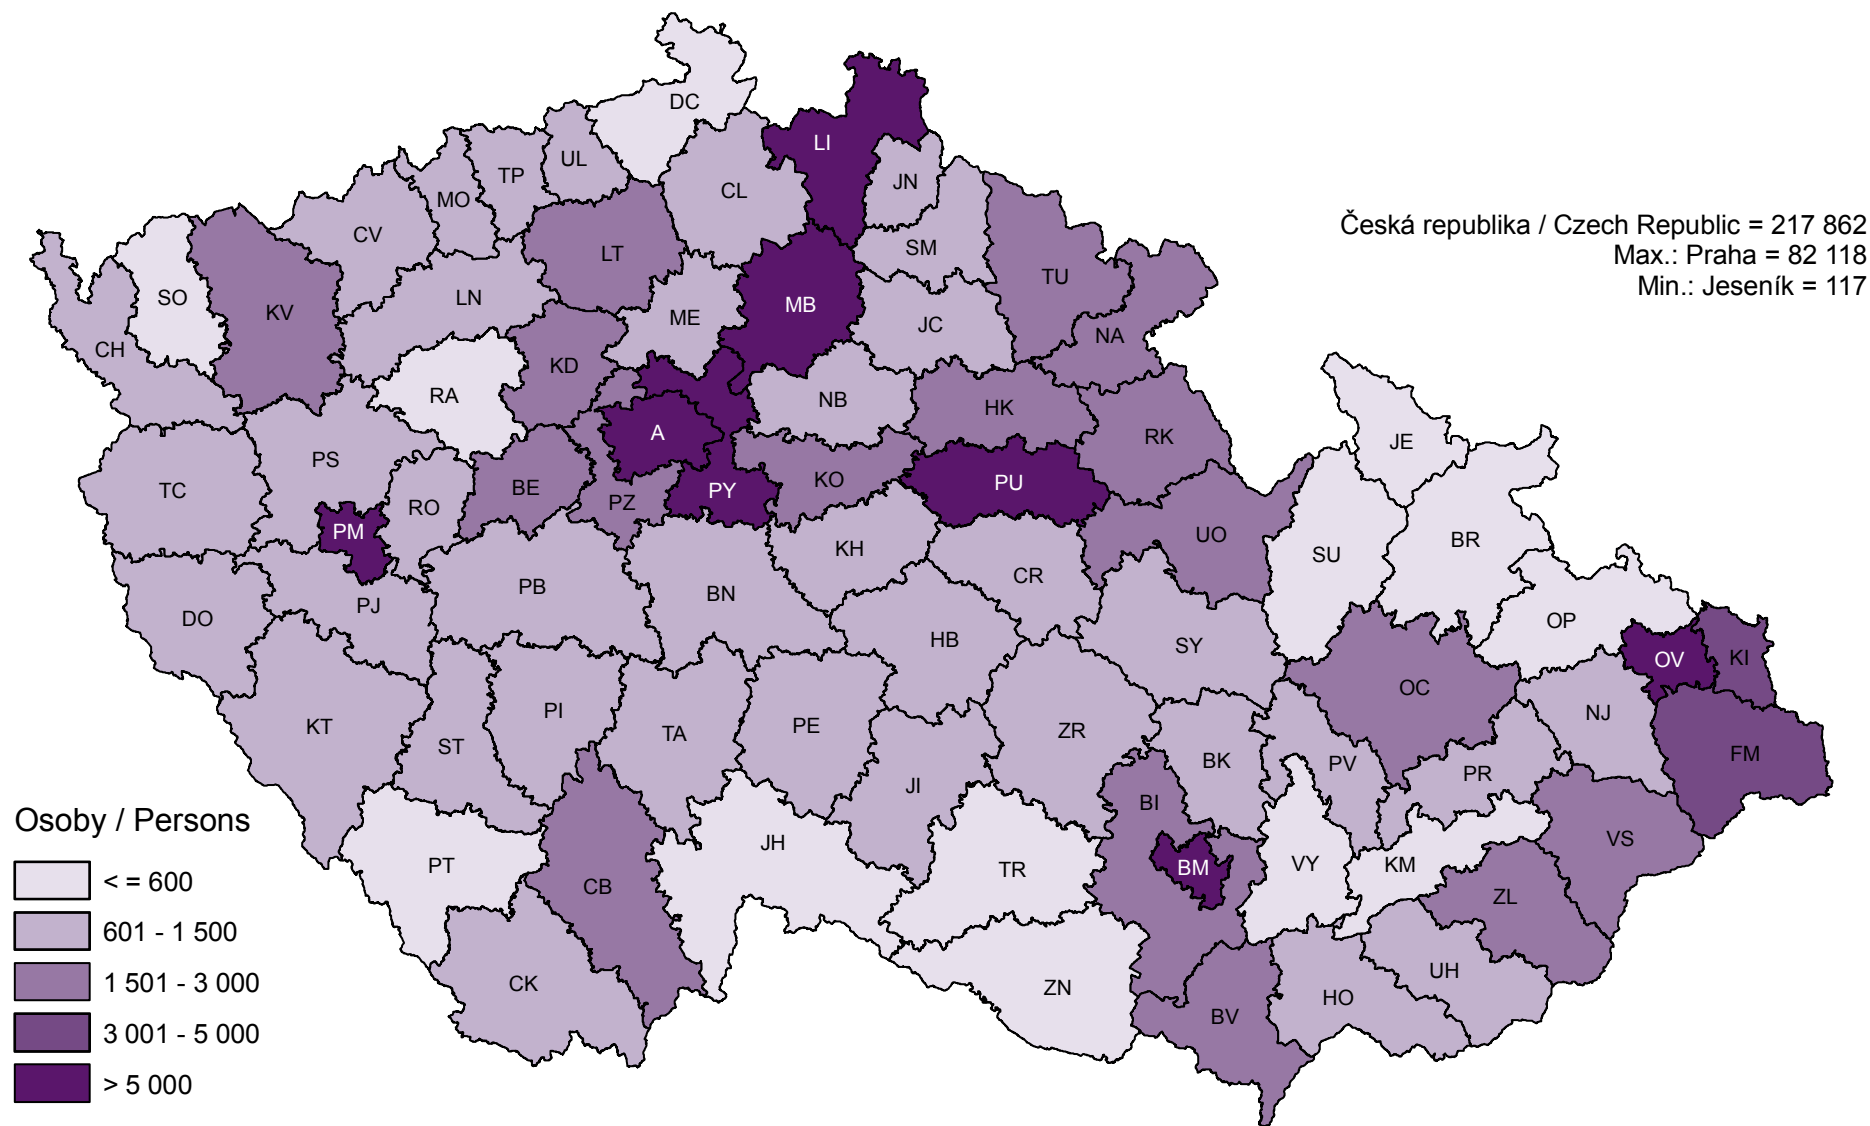 DC
LI
UL
TP
MO
CL
JN
CV
SM
LT
TU
Česká republika / Czech Republic = 217 862
Max.: Praha = 82 118
Min.: Jeseník = 117
SO
KV
LN
ME
MB
JC
NA
CH
KD
RA
NB
HK
A
RK
JE
PS
TC
BE
PZ
PY
KO
PU
RO
PM
UO
SU
BR
KH
CR
PB
BN
PJ
DO
HB
SY
OP
OV
KI
OC
KT
ST
PI
TA
PE
ZR
NJ
FM
BK
PV
PR
JI
BI
VS
Osoby / Persons
PT
JH
TR
BM
VY
KM
< = 600
CB
ZL
601 - 1 500
CK
ZN
UH
1 501 - 3 000
HO
BV
3 001 - 5 000
> 5 000